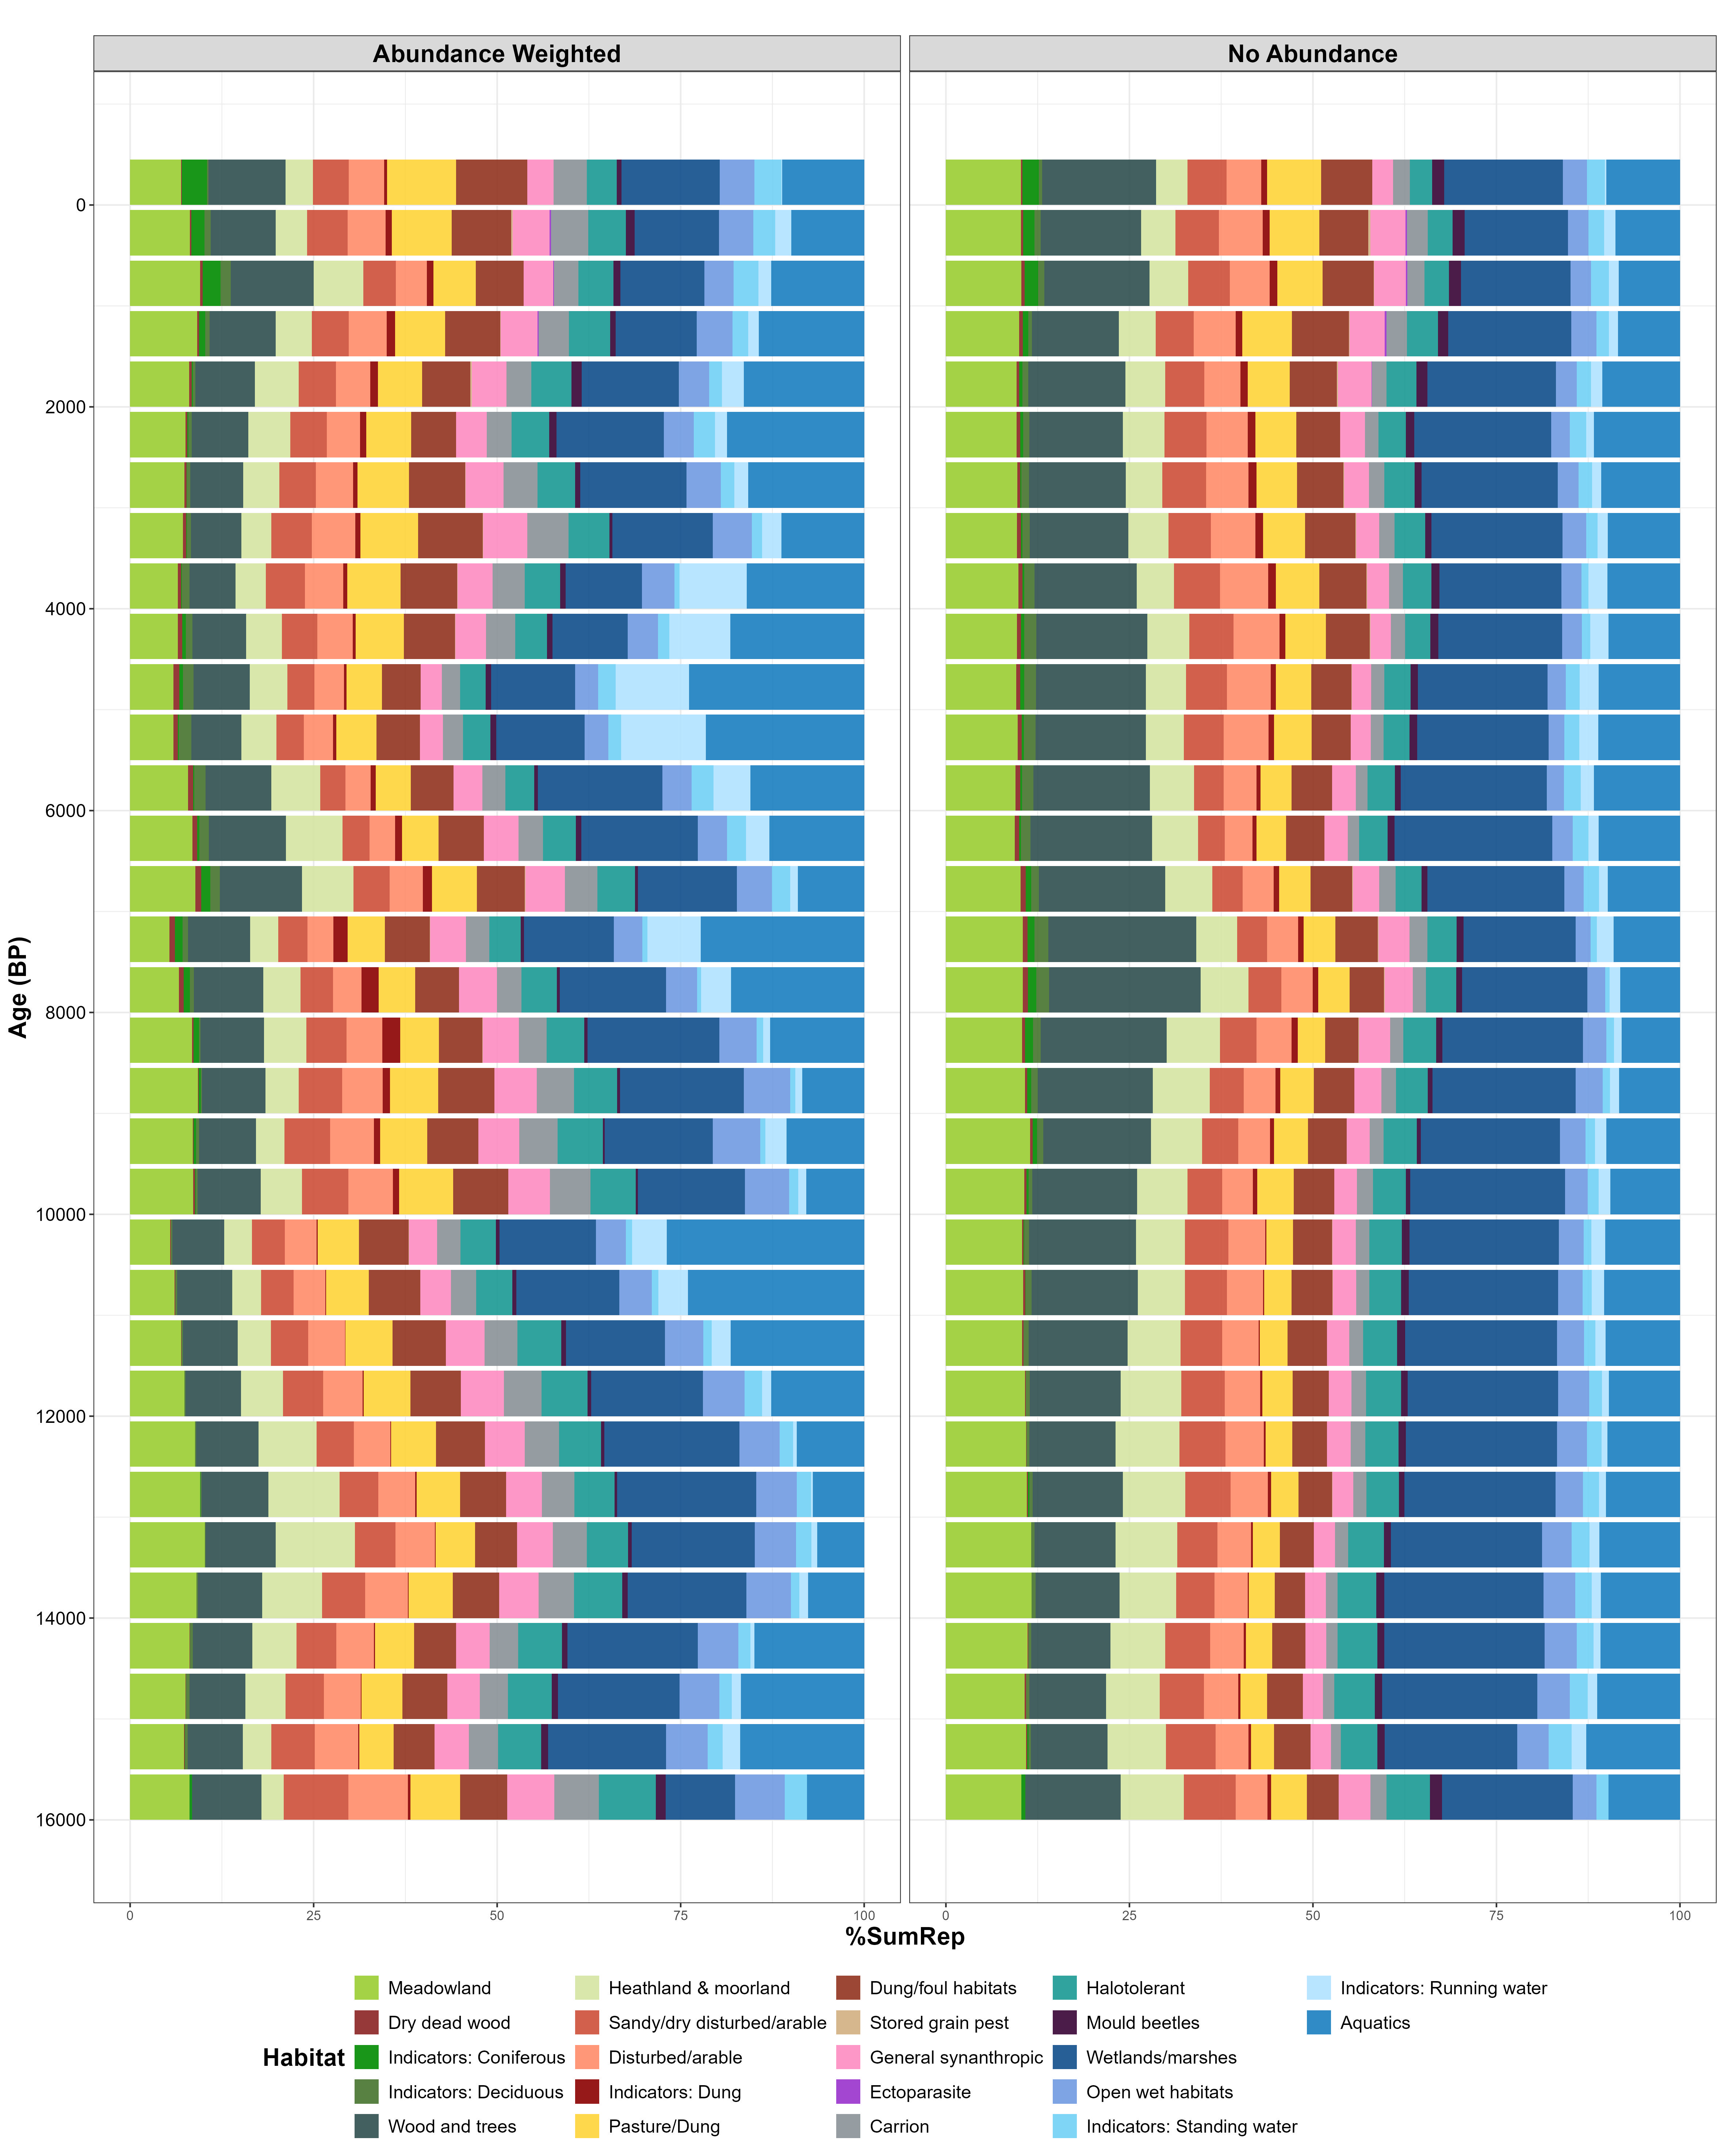 Abundance Weighted
No Abundance
Age (BP)
0
2000
4000
6000
8000
10000
12000
14000
16000
0 25 50 75 100
0 25 50 75 100
%SumRep
Habitat
Meadowland
Dry dead wood
Indicators: Coniferous
Indicators: Deciduous
Wood and trees
Heathland & moorland
Sandy/dry disturbed/arable
Disturbed/arable
Indicators: Dung
Pasture/Dung
Dung/foul habitats
Stored grain pest
General synanthropic
Ectoparasite
Carrion
Halotolerant
Mould beetles
Wetlands/marshes
Open wet habitats
Indicators: Standing water
Indicators: Running water
Aquatics